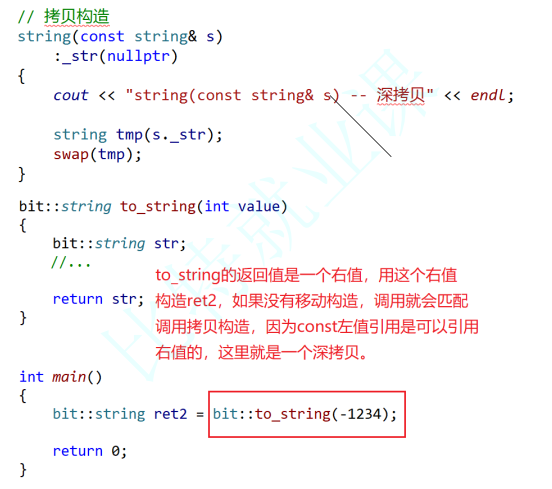 // 拷贝构造
string(const string& s)
:_str(nullptr)
{
cout << "string(const string& s) -- 深拷贝" << endl;
string tmp(s._str);
swap(tmp);
}
bit::string to_string(int value)
{
bit::string str;
//...
return str;
}
to_string的返回值是一个右值，用这个右值
构造ret2，如果没有移动构造，调用就会匹配
调用拷贝构造，因为const左值引用是可以引用
右值的，这里就是一个深拷贝。
int main()
{
bit::string ret2 = bit::to_string(-1234);
return 0;
}
比特就业课